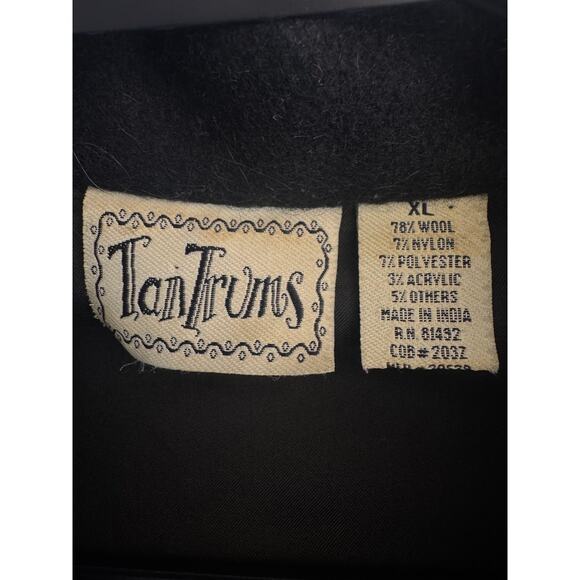 TanTrums
XL
78% WOOL
7% NYLON
7% POLYESTER
3% ACRYLIC
5% OTHERS
MADE IN INDIA
R.N. 81432
COB # 2037